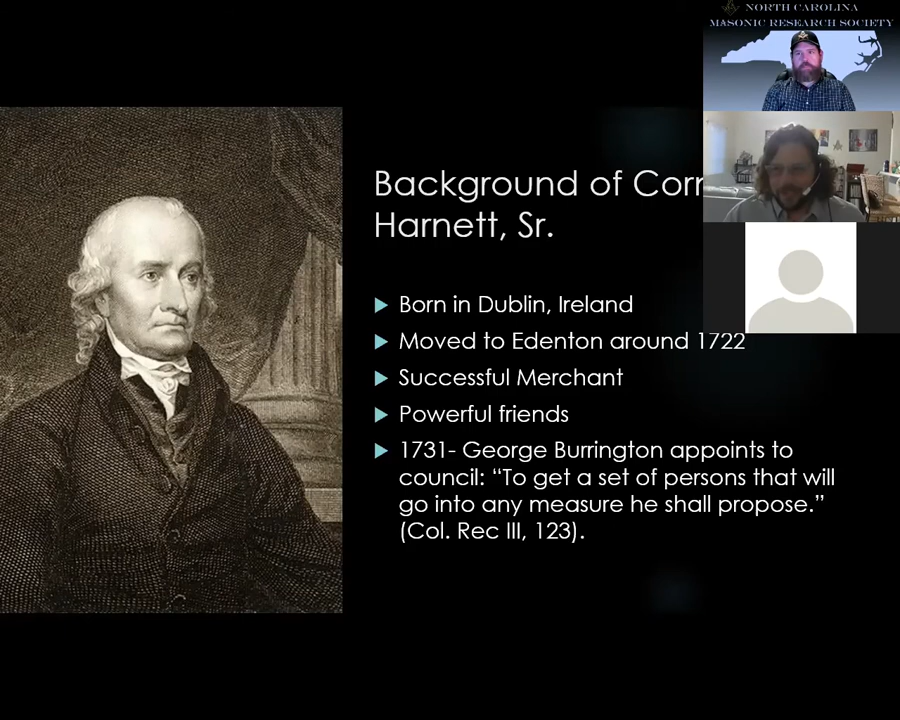 NORTH CAROLINA
MASONIC RESEARCH SOCIETY
Background of Corn
Harnett, Sr.
Born in Dublin, Ireland
Moved to Edenton around 1722
Successful Merchant
Powerful friends
1731- George Burrington appoints to
council: “To get a set of persons that will
go into any measure he shall propose.”
(Col. Rec III, 123).